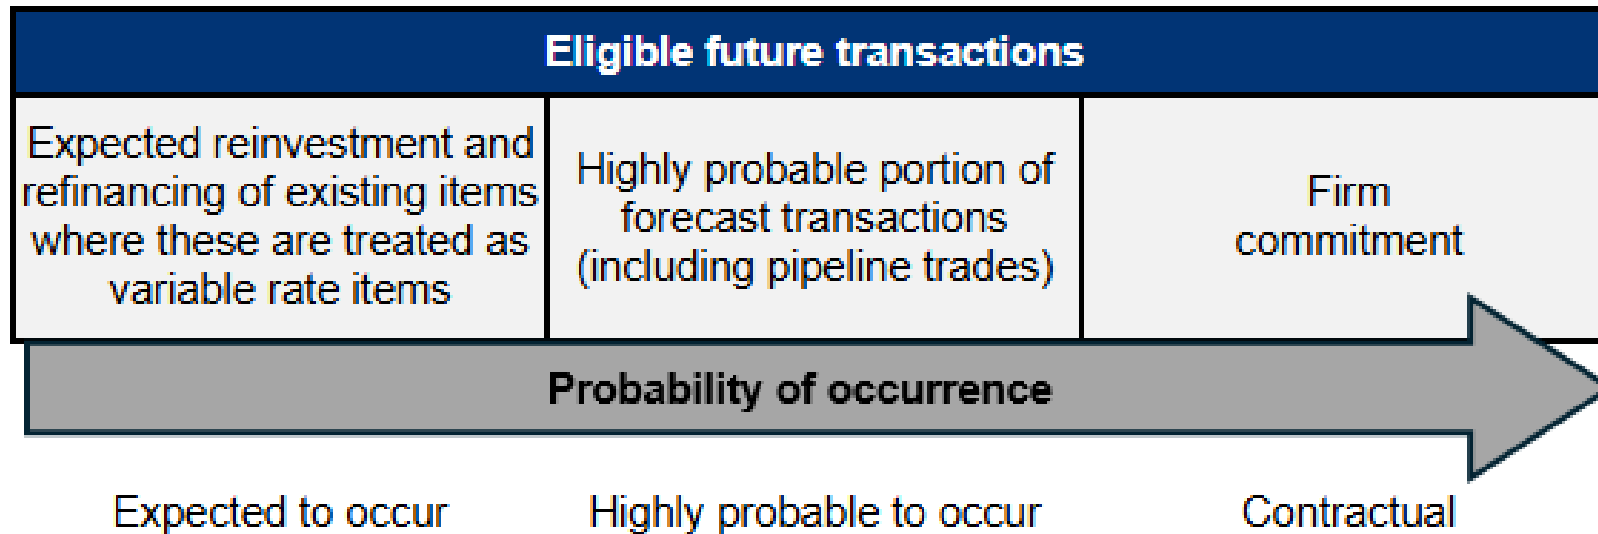 Eligible future transactions
Expected reinvestment and
refinancing of existing items
where these are treated as
variable rate items
Highly probable portion of
forecast transactions
(including pipeline trades)
Firm
commitment
Probability of occurrence
Expected to occur
Highly probable to occur
Contractual